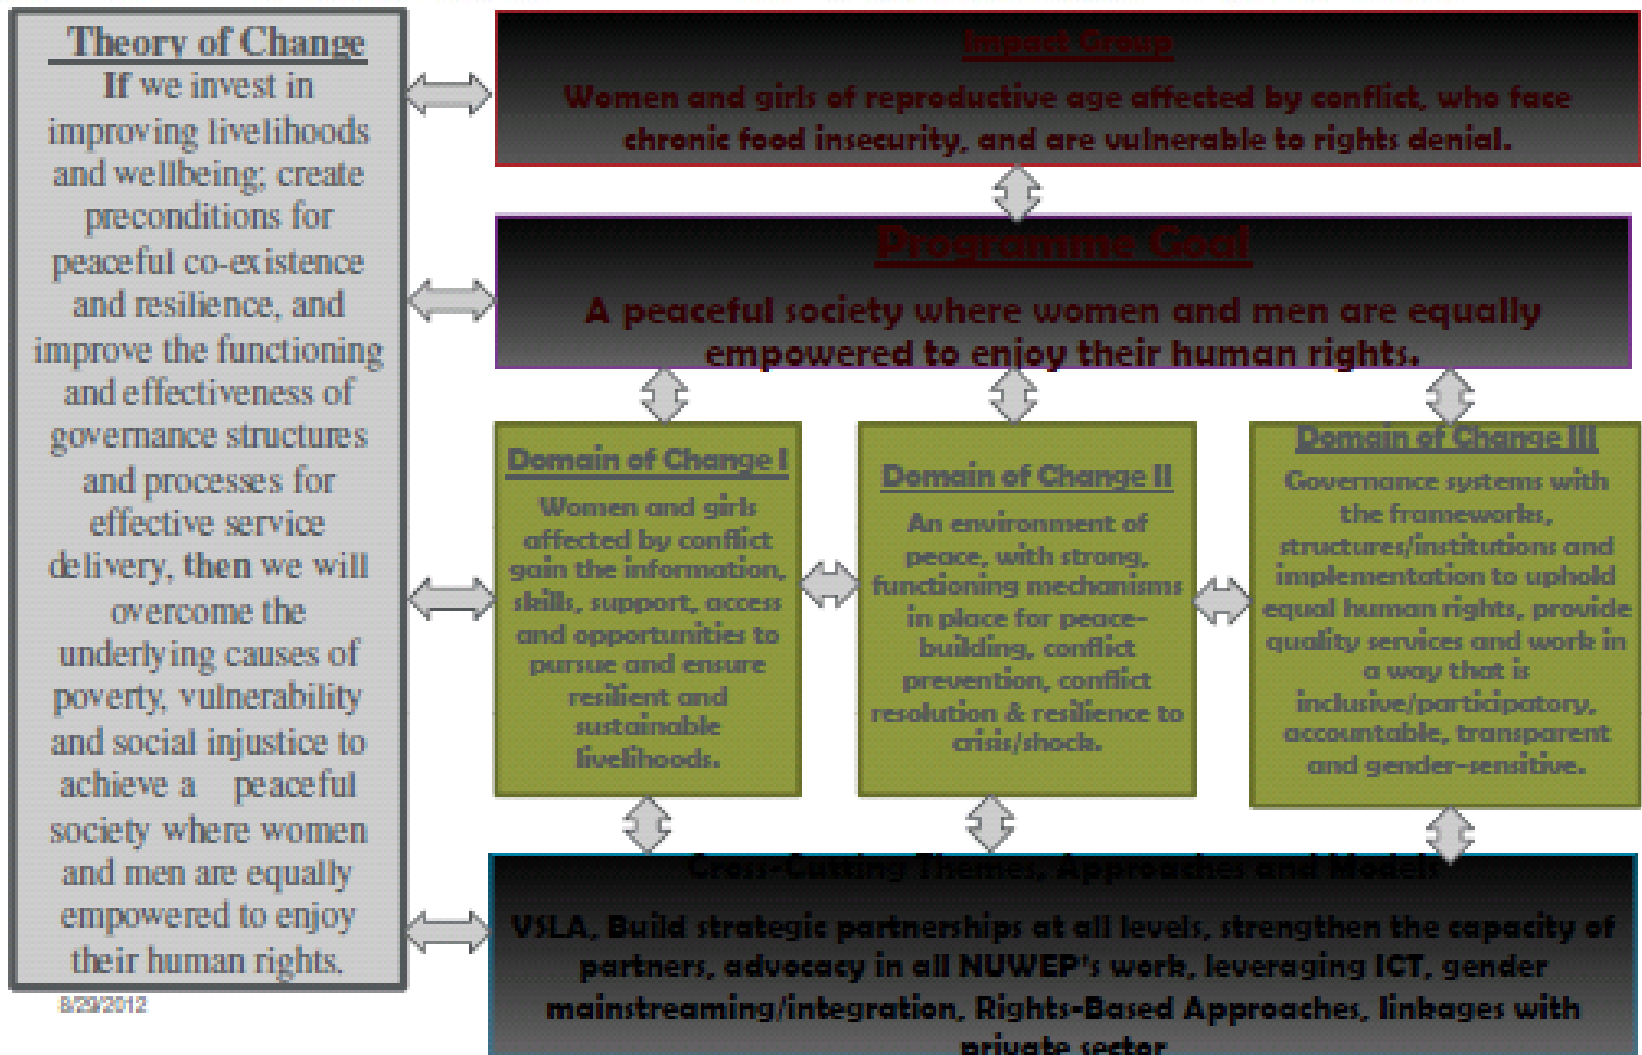 Theory of Change
If we invest in
improving livelihoods
and wellbeing; create
preconditions for
peaceful co-existence
and resilience, and
improve the functioning
and effectiveness of
governance structures
and processes for
effective service
delivery, then we will
overcome the
underlying causes of
poverty, vulnerability
and social injustice to
achieve a peaceful
society where women
and men are equally
empowered to enjoy
their human rights.
8/29/2012
Impact Group
Women and girls of reproductive age affected by conflict, who face
chronic food insecurity, and are vulnerable to rights denial.
Programme Goal
A peaceful society where women and men are equally
empowered to enjoy their human rights.
Domain of Change I
Women and girls
affected by conflict
gain the information,
skills, support, access
and opportunities to
pursue and ensure
resilient and
sustainable
livelihoods.
Domain of Change II
An environment of
peace, with strong,
functioning mechanisms
in place for peace-
building, conflict
prevention, conflict
resolution & resilience to
crisis/shock.
Domain of Change III
Governance systems with
the frameworks,
structures/institutions and
implementation to uphold
equal human rights, provide
quality services and work in
a way that is
inclusive/participatory,
accountable, transparent
and gender-sensitive.
Cross-Cutting Themes, Approaches and Models
VSLA, Build strategic partnerships at all levels, strengthen the capacity of
partners, advocacy in all NUWEP's work, leveraging ICT, gender
mainstreaming/integration, Rights-Based Approaches, linkages with
private sector